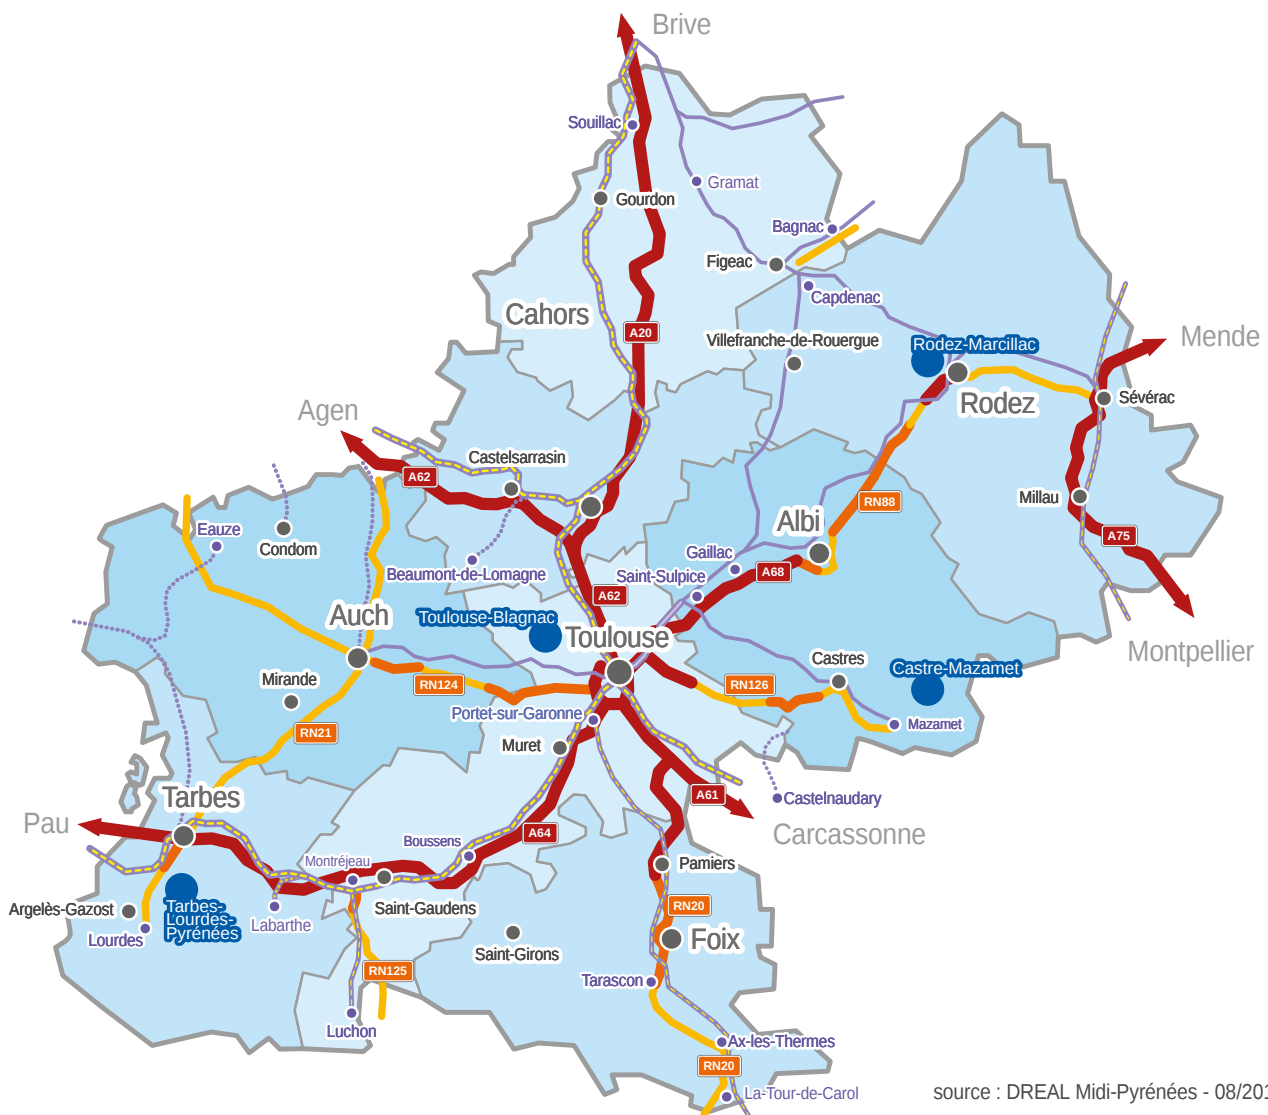 Brive
Souillac
Gramat
Gourdon
Bagnac
Figeac
Capdenac
Cahors
A20
Villefranche-de-Rouergue
Rodez-Marcillac
Mende
Rodez
Sévérac
Agen
Castelsarrasin
A62
RN88
Millau
Albi
A75
Eauze
Condom
Gaillac
Beaumont-de-Lomagne
Saint-Sulpice
A68
A62
Auch
Toulouse-Blagnac
Toulouse
Montpellier
Castres
Castre-Mazamet
Mirande
RN124
RN126
Portet-sur-Garonne
Mazamet
RN21
Muret
Tarbes
A61
Castelnaudary
Pau
A64
Carcassonne
Boussens
Montréjeau
Pamiers
Argelès-Gazost
Tarbes-
Lourdes-
Pyrénées
Saint-Gaudens
RN20
Labarthe
Lourdes
Foix
Saint-Girons
RN125
Tarascon
Luchon
Ax-les-Thermes
RN20
La-Tour-de-Carol
source : DREAL Midi-Pyrénées - 08/201